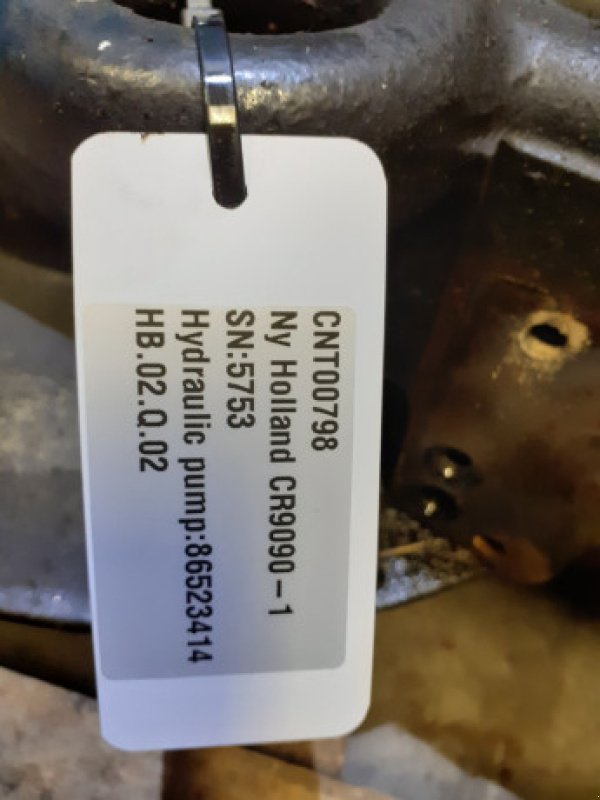 CNT00798
Ny Holland CR9090-1
SN:5753
Hydraulic pump:86523414
HB.02.Q.02